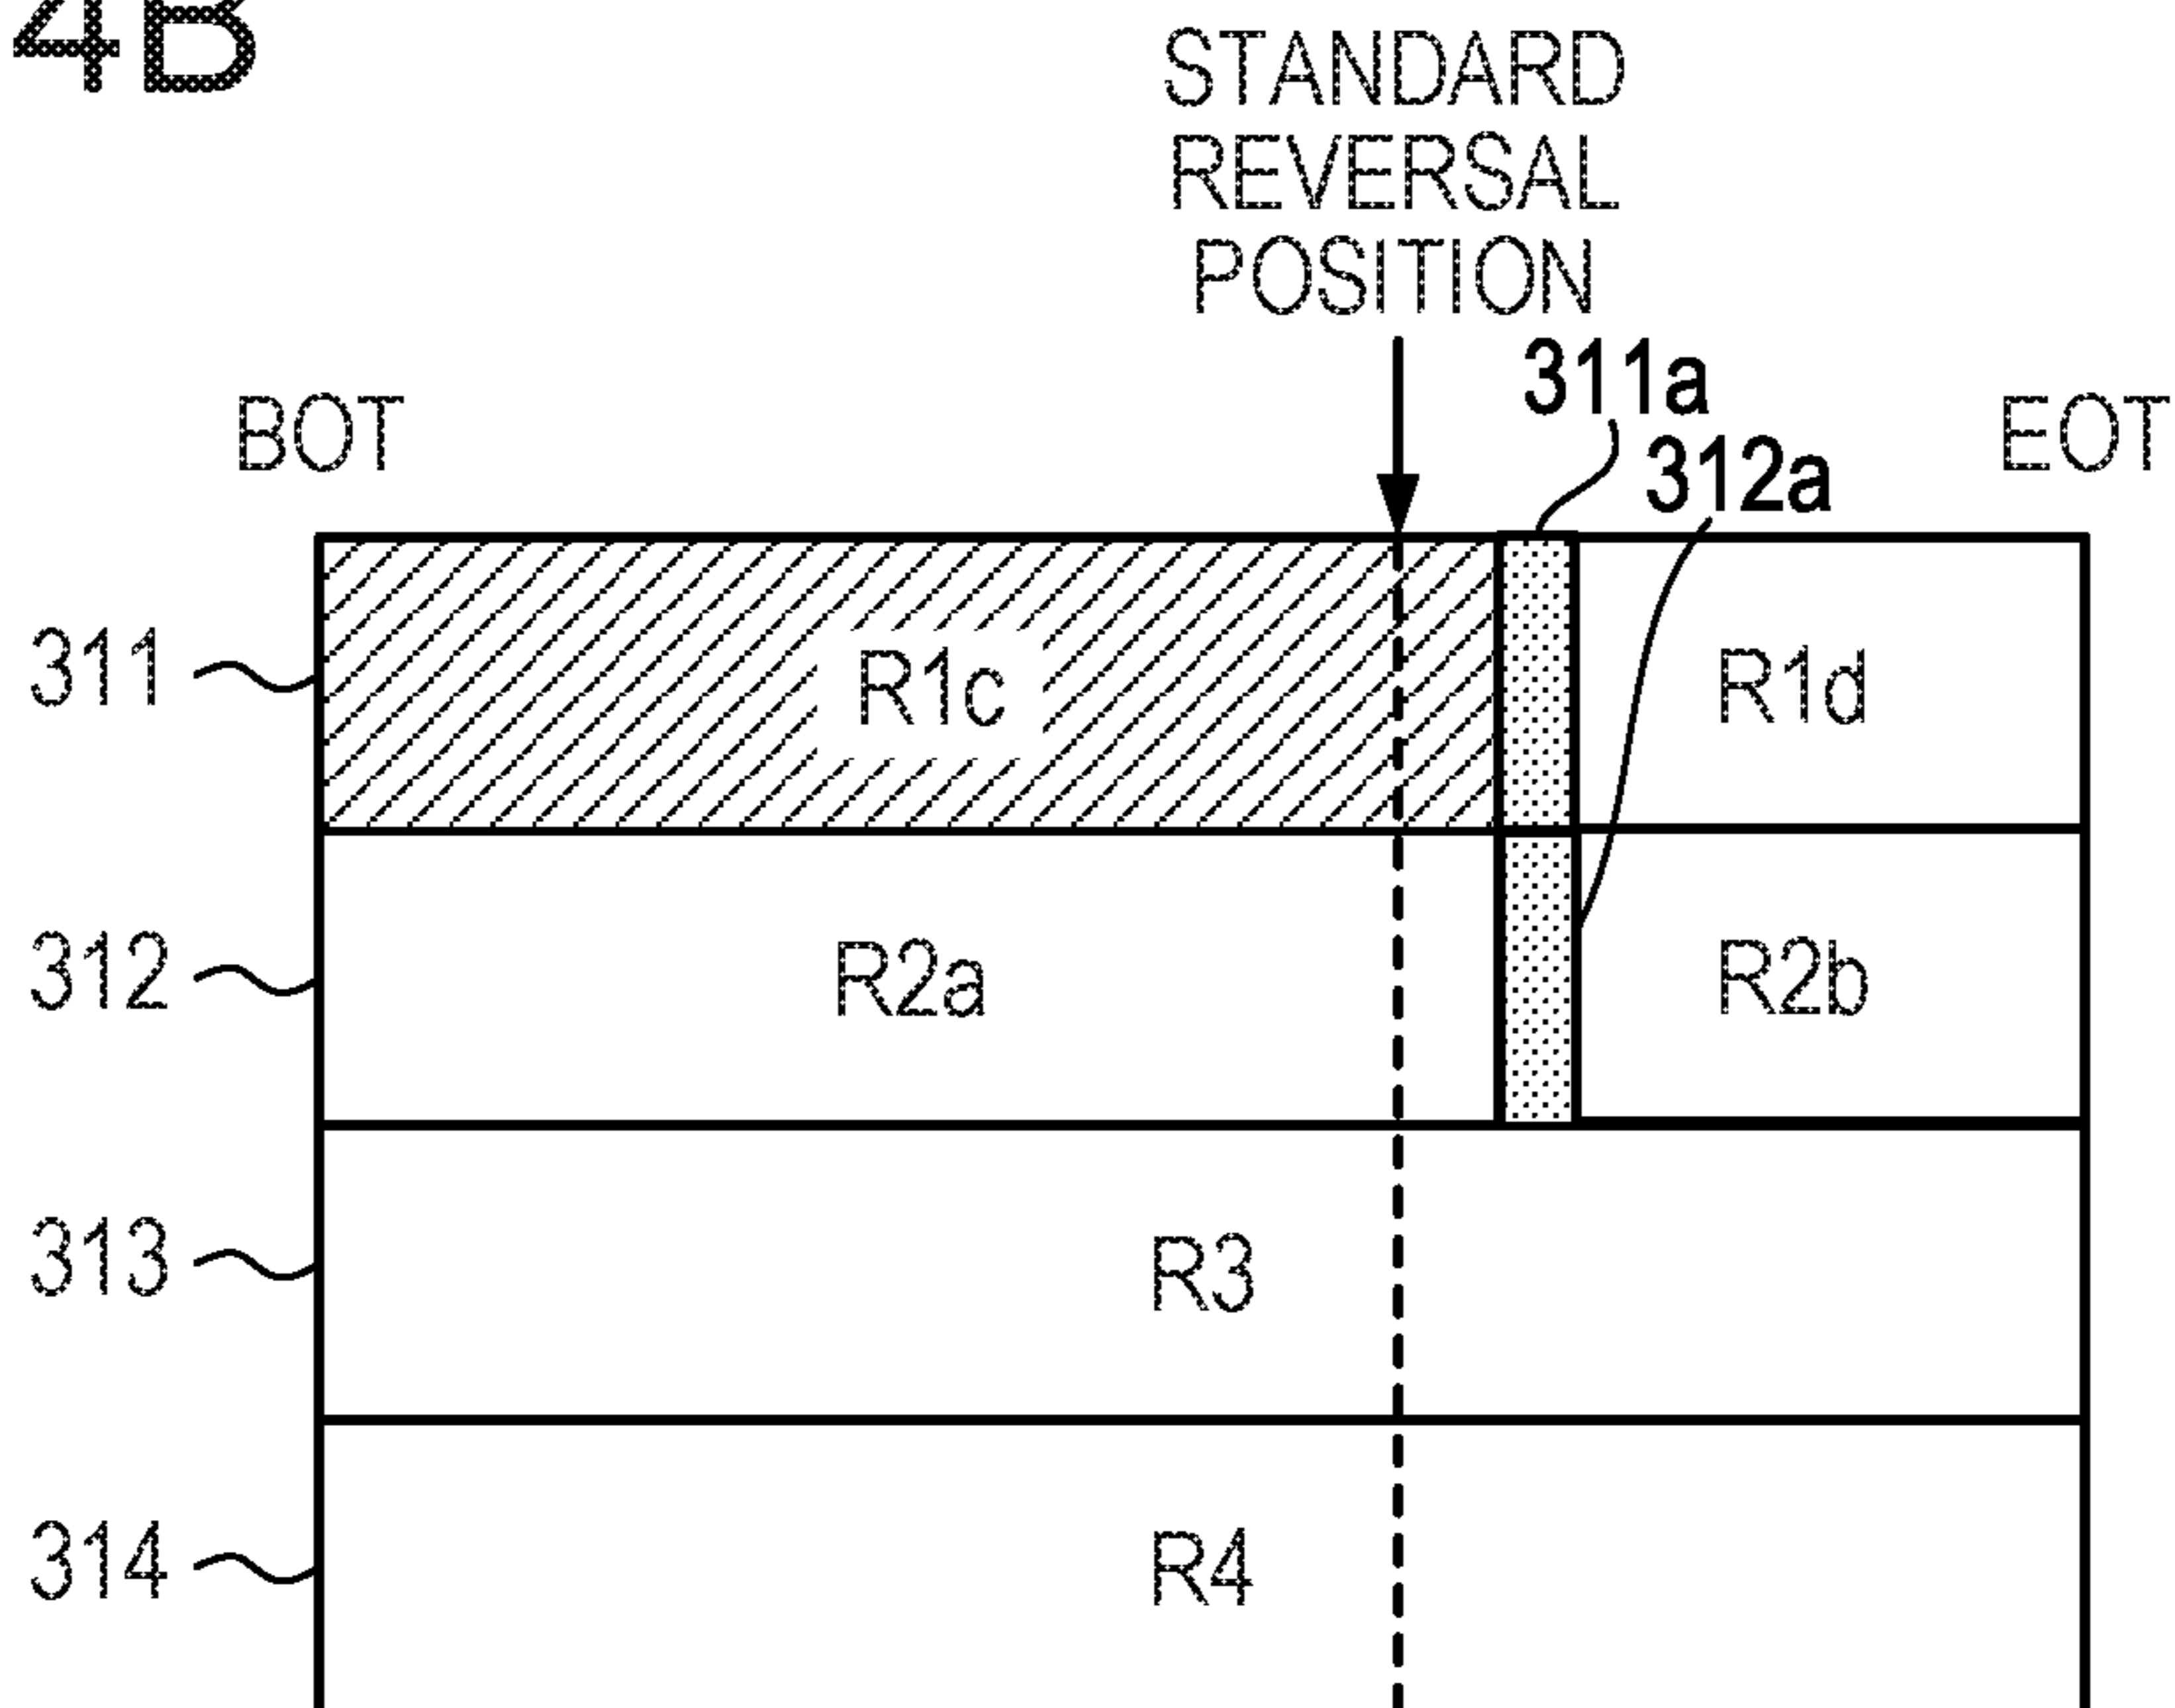 4B
STANDARD
REVERSAL
POSITION
311a
BOT
312a
EOT
311
R1c
R1d
312
R2a
R2b
313
R3
314
R4